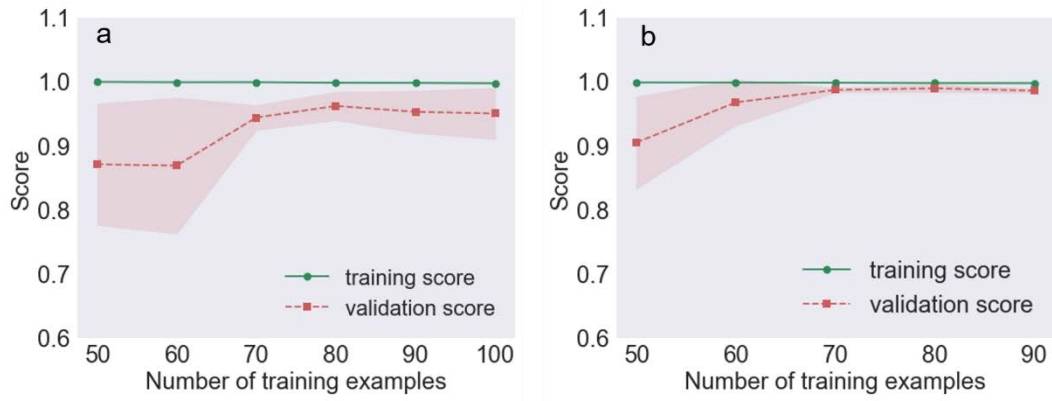 a
1.1
1.0
0.9
0.8
0.7
0.6
Score
training score
validation score
50 60 70 80 90 100
Number of training examples
b
1.1
1.0
0.9
0.8
0.7
0.6
Score
training score
validation score
50 60 70 80 90
Number of training examples